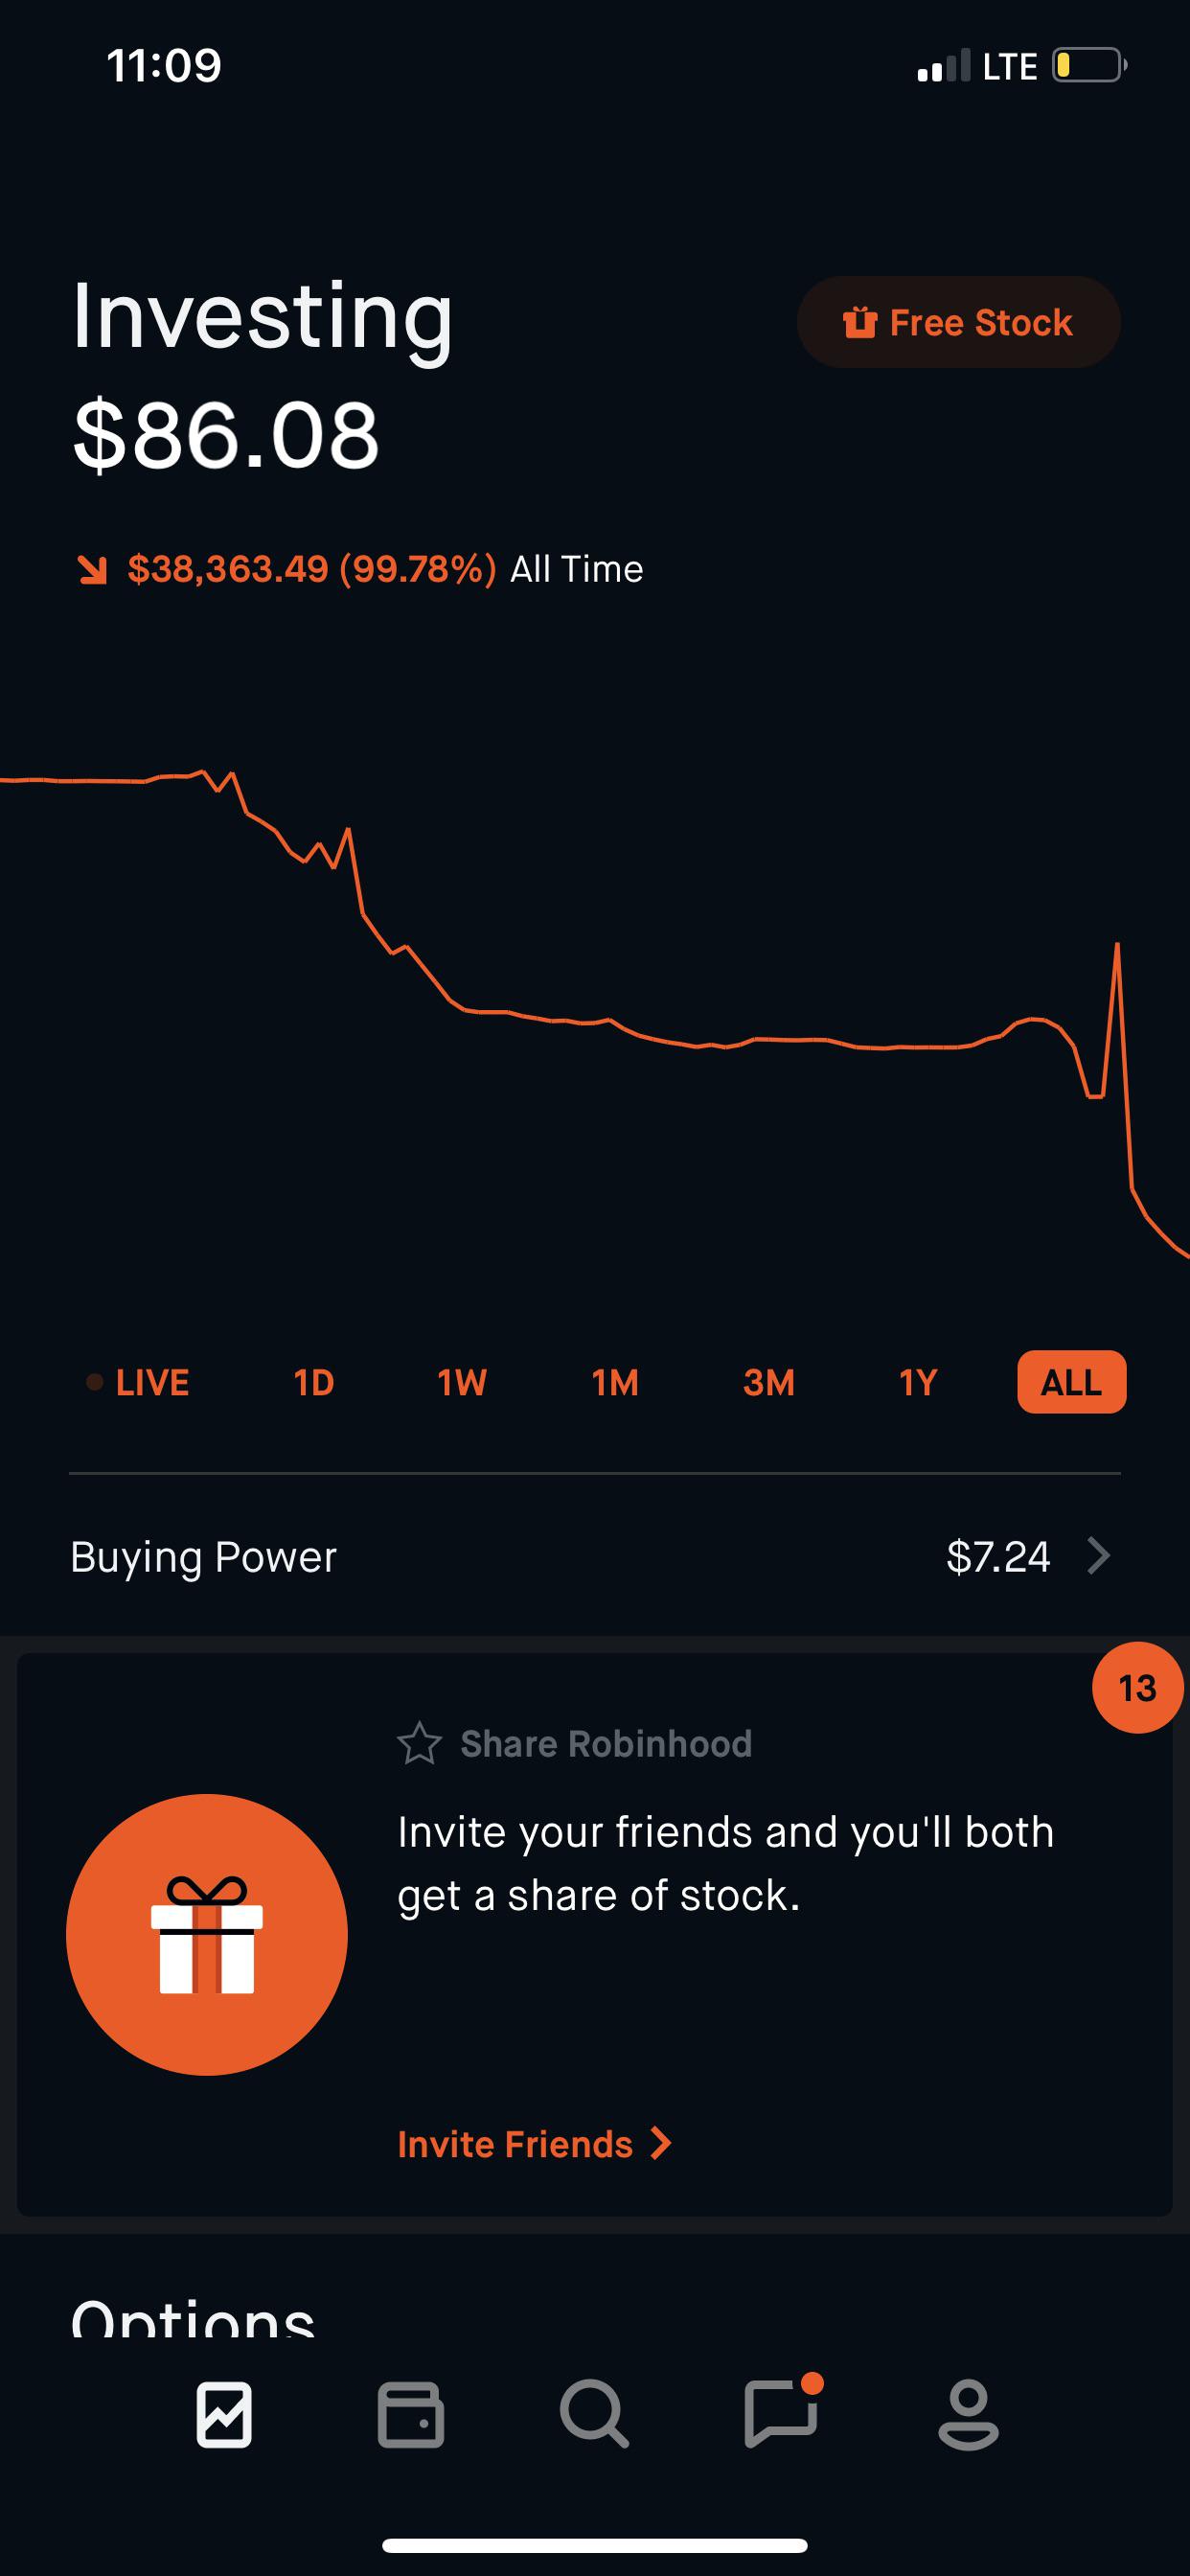 11:09
LTE
Investing
Free Stock
$86.08
$38,363.49 (99.78%) All Time
LIVE 1D 1W 1M 3M 1Y ALL
Buying Power $7.24
13
Share Robinhood
Invite your friends and you'll both
get a share of stock.
Invite Friends
Options